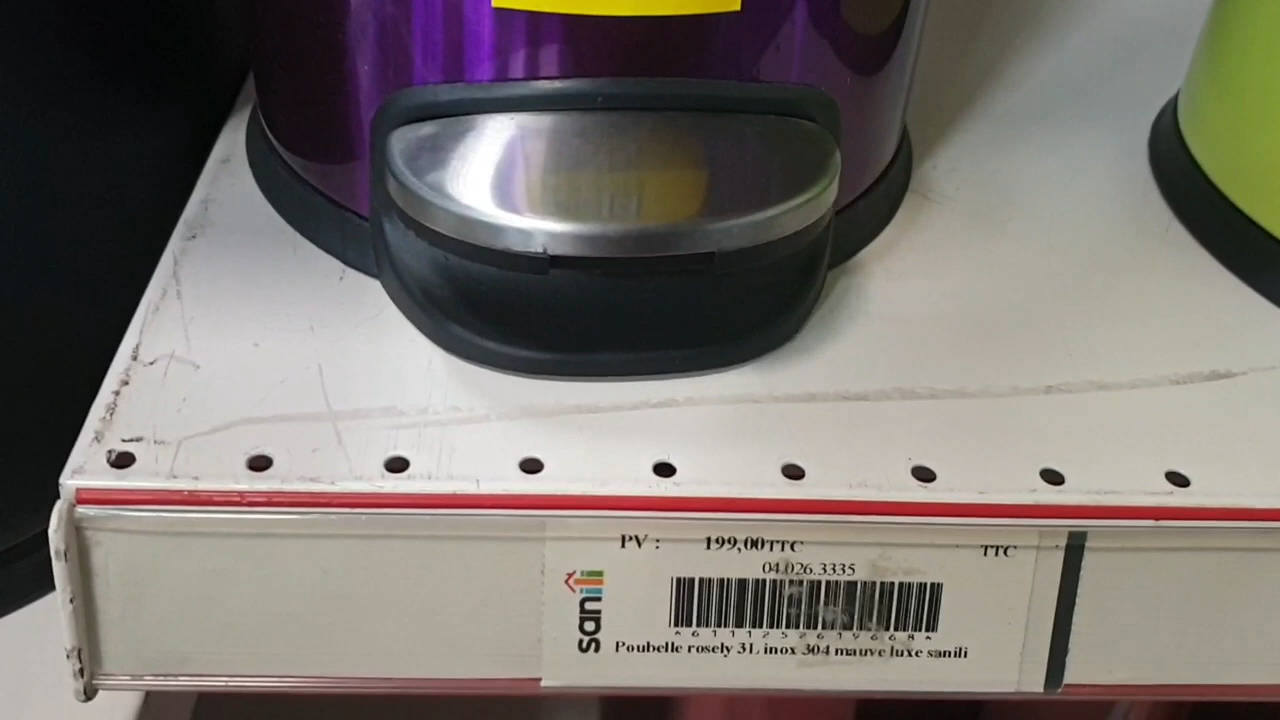 PV : 199,00TTC TTC
04.026.3335
*6111252619668*
sanili
Poubelle rosely 3L inox 304 mauve luxe sanili